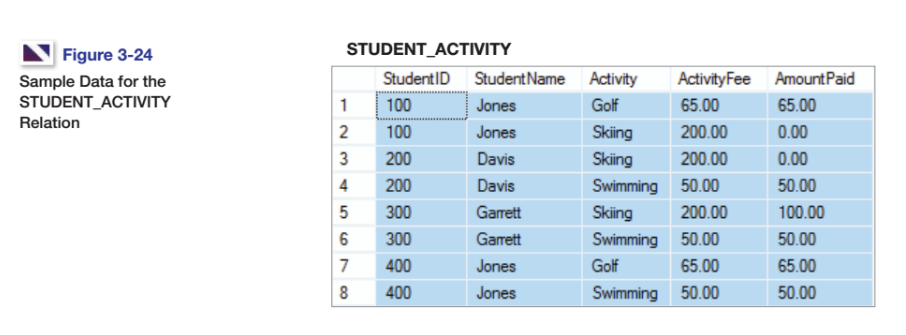 Figure 3-24
Sample Data for the
STUDENT_ACTIVITY
Relation
STUDENT_ACTIVITY
StudentID StudentName Activity ActivityFee AmountPaid
1 100 Jones Golf 65.00 65.00
2 100 Jones Skiing 200.00 0.00
3 200 Davis Skiing 200.00 0.00
4 200 Davis Swimming 50.00 50.00
5 300 Garrett Skiing 200.00 100.00
6 300 Garrett Swimming 50.00 50.00
7 400 Jones Golf 65.00 65.00
8 400 Jones Swimming 50.00 50.00